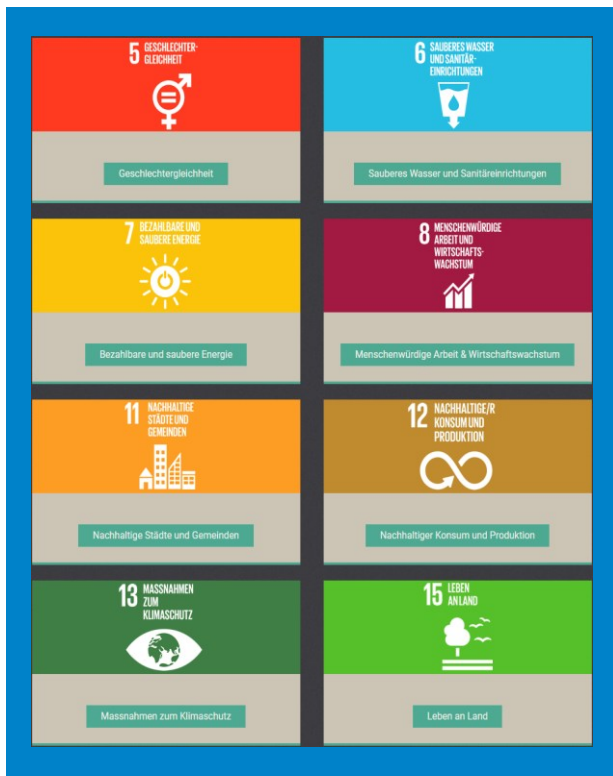 5 GESCHLECHTER-
GLEICHHEIT
Geschlechtergleichheit
6 SAUBERES WASSER
UND SANITÄR-
EINRICHTUNGEN
Sauberes Wasser und Sanitäreinrichtungen
7 BEZAHLBARE UND
SAUBERE ENERGIE
Bezahlbare und saubere Energie
8 MENSCHENWÜRDIGE
ARBEIT UND
WIRTSCHAFTS-
WACHSTUM
Menschenwürdige Arbeit & Wirtschaftswachstum
11 NACHHALTIGE
STÄDTE UND
GEMEINDEN
Nachhaltige Städte und Gemeinden
12 NACHHALTIGE/R
KONSUM UND
PRODUKTION
Nachhaltiger Konsum und Produktion
13 MASSNAHMEN
ZUM
KLIMASCHUTZ
Massnahmen zum Klimaschutz
15 LEBEN
AN LAND
Leben an Land